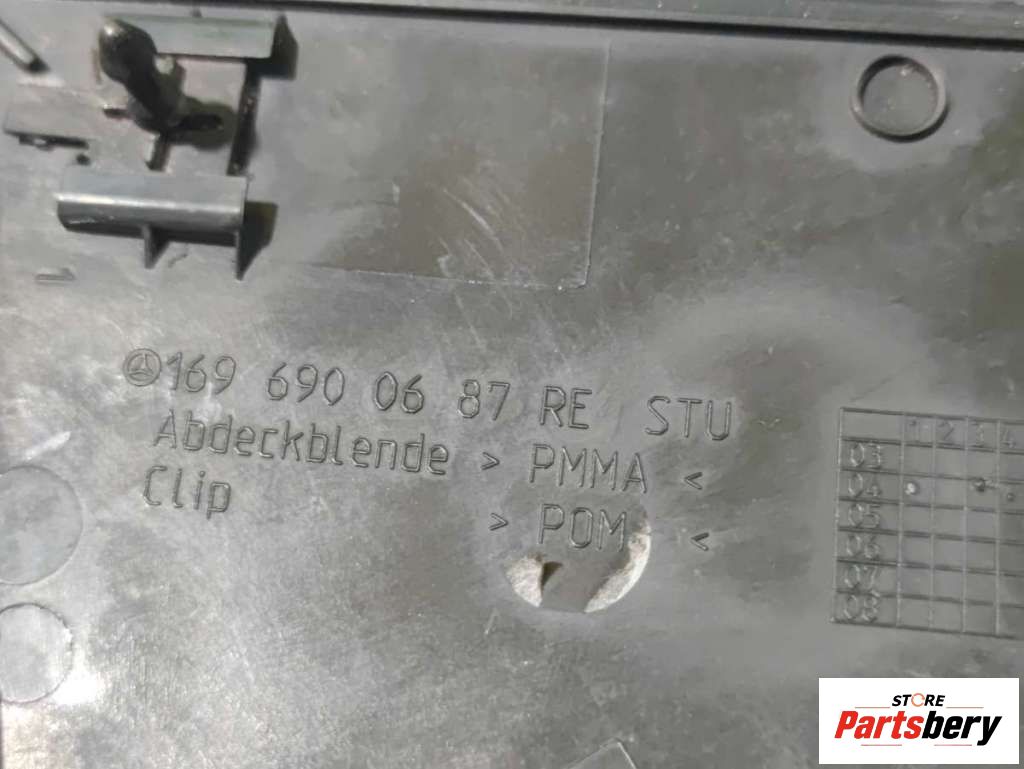 1
169 690 06 87 RE STU
Abdeckblende > PMMA <
Clip > POM <
1 2 3 4
03
04
05
06
07
08
STORE
Partsbery